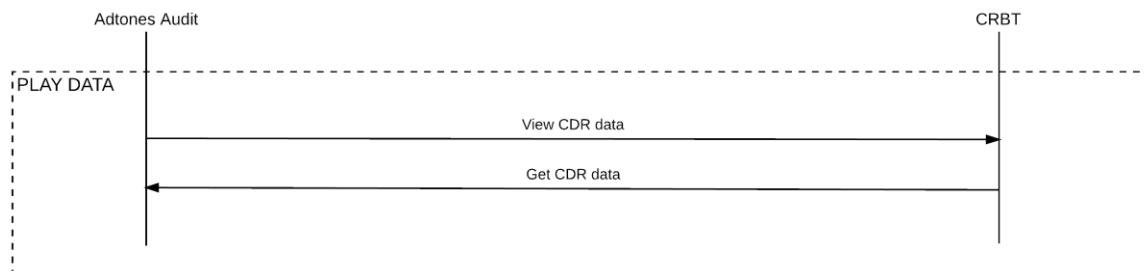 Adtones Audit
CRBT
PLAY DATA
View CDR data
Get CDR data